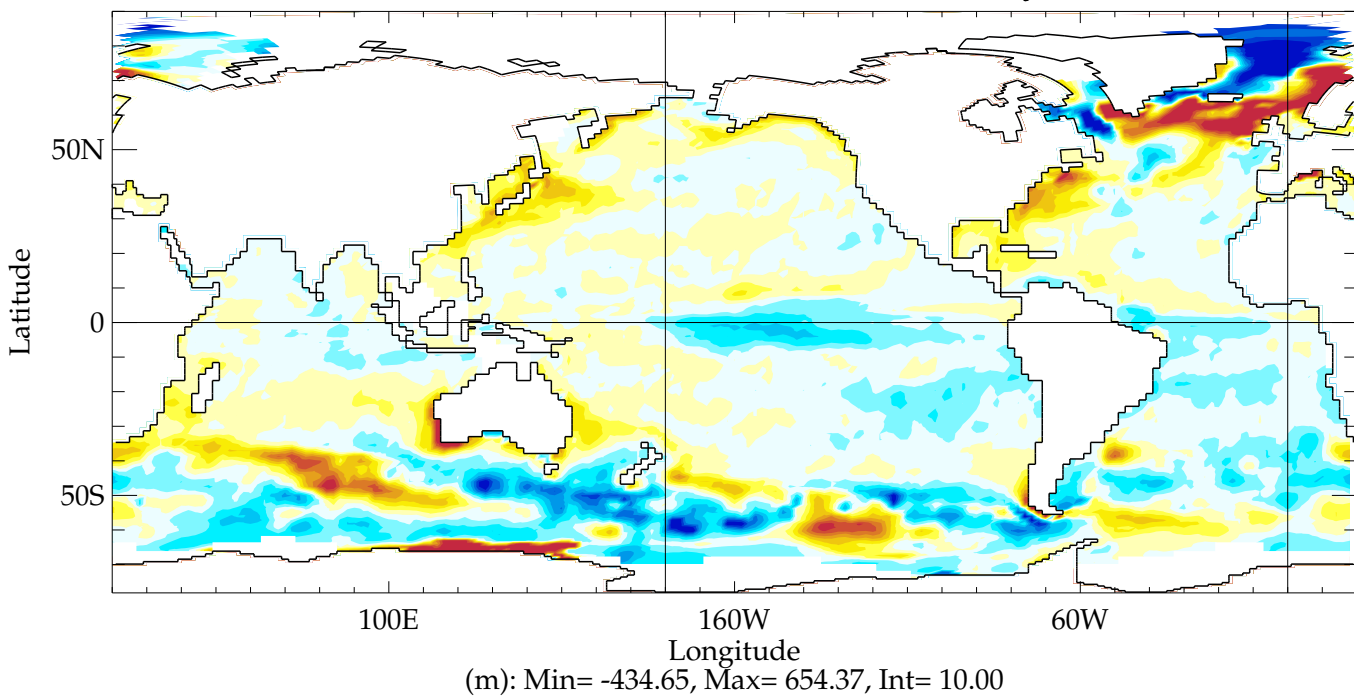 50N
0
50S
Latitude
100E
160W
60W
Longitude
(m): Min= -434.65, Max= 654.37, Int= 10.00